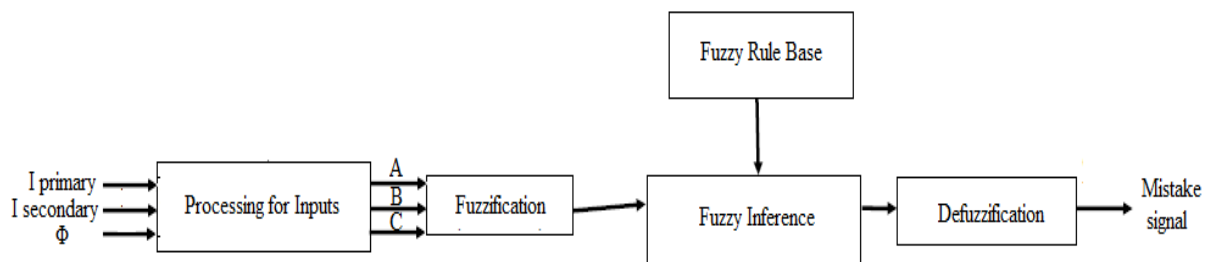 Fuzzy Rule Base
I primary
I secondary
Φ
Processing for Inputs
A
B
C
Fuzzification
Fuzzy Inference
Defuzzification
Mistake
signal